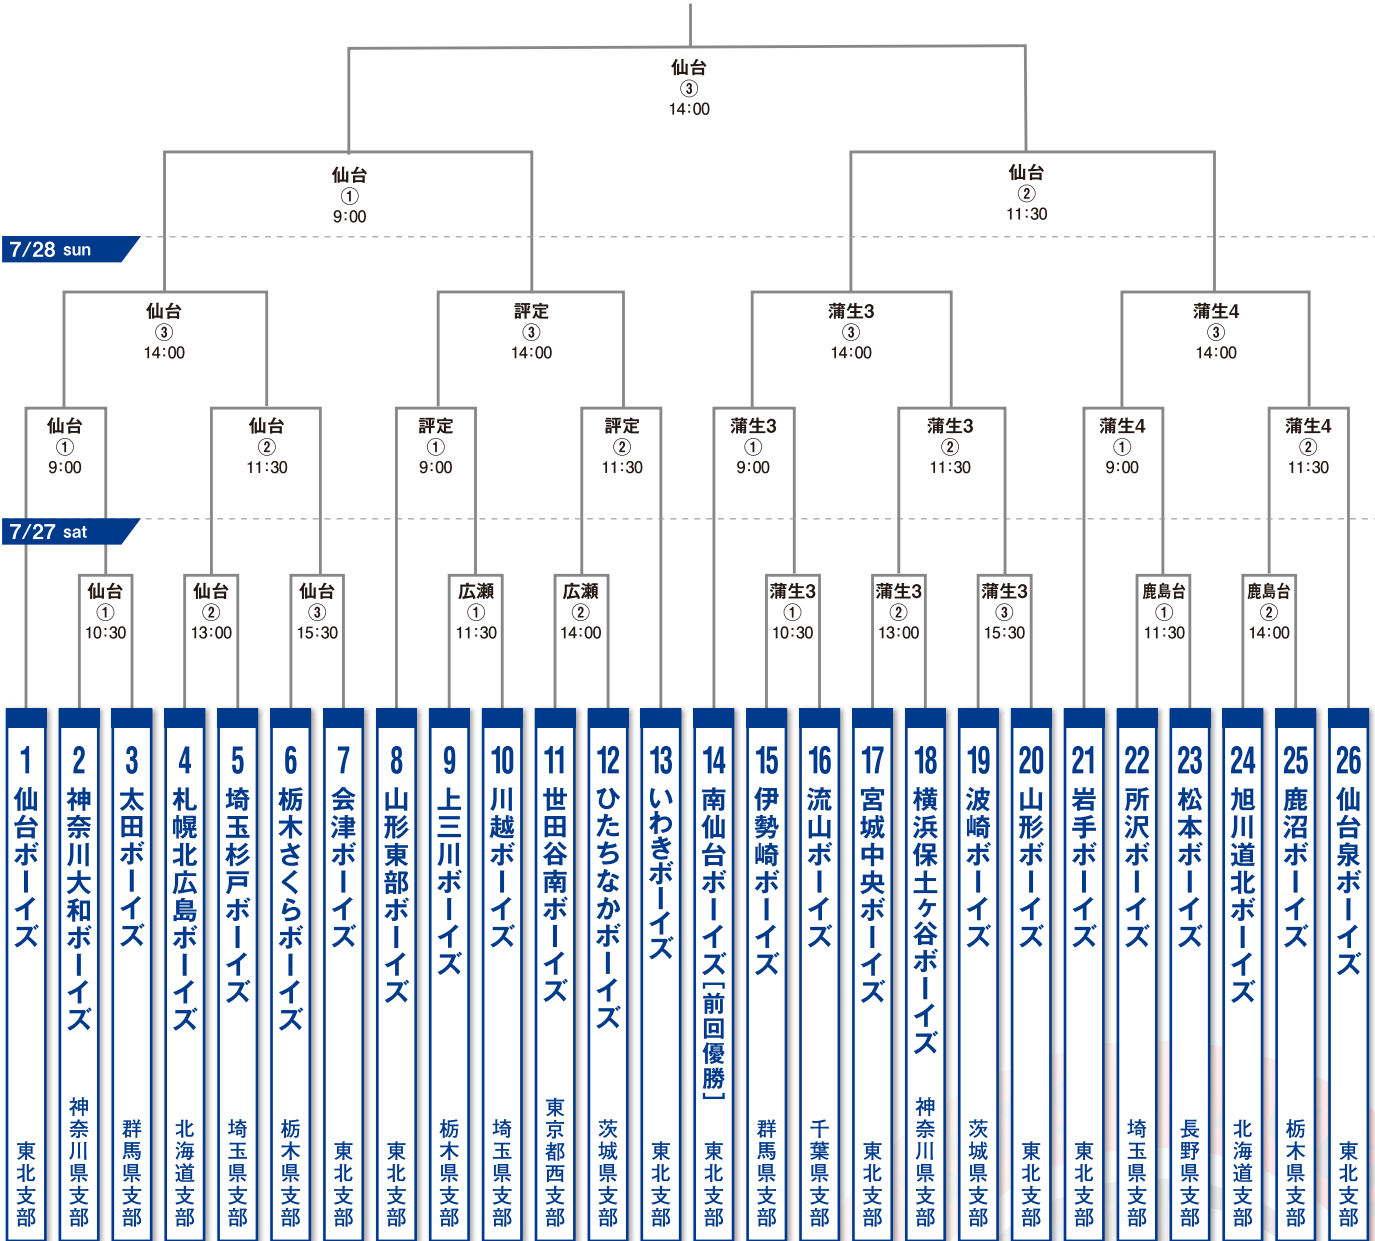 仙台
③
14:00
仙台
①
9:00
仙台
②
11:30
7/28 sun
仙台
③
14:00
評定
③
14:00
蒲生3
③
14:00
蒲生4
③
14:00
仙台
①
9:00
仙台
②
11:30
評定
①
9:00
評定
②
11:30
蒲生3
①
9:00
蒲生3
②
11:30
蒲生4
①
9:00
蒲生4
②
11:30
7/27 sat
仙台
①
10:30
仙台
②
13:00
仙台
③
15:30
広瀬
①
11:30
広瀬
②
14:00
蒲生3
①
10:30
蒲生3
②
13:00
蒲生3
③
15:30
鹿島台
①
11:30
鹿島台
②
14:00
1
仙台ボーイズ
東北支部
2
神奈川大和ボーイズ
神奈川県支部
3
太田ボーイズ
群馬県支部
4
札幌北広島ボーイズ
北海道支部
5
埼玉杉戸ボーイズ
埼玉県支部
6
栃木さくらボーイズ
栃木県支部
7
会津ボーイズ
東北支部
8
山形東部ボーイズ
東北支部
9
上三川ボーイズ
栃木県支部
10
川越ボーイズ
埼玉県支部
11
世田谷南ボーイズ
東京都西支部
12
ひたちなかボーイズ
茨城県支部
13
いわきボーイズ
東北支部
14
南仙台ボーイズ[前回優勝]
東北支部
15
伊勢崎ボーイズ
群馬県支部
16
流山ボーイズ
千葉県支部
17
宮城中央ボーイズ
東北支部
18
横浜保土ヶ谷ボーイズ
神奈川県支部
19
波崎ボーイズ
茨城県支部
20
山形ボーイズ
東北支部
21
岩手ボーイズ
東北支部
22
所沢ボーイズ
埼玉県支部
23
松本ボーイズ
長野県支部
24
旭川道北ボーイズ
北海道支部
25
鹿沼ボーイズ
栃木県支部
26
仙台泉ボーイズ
東北支部